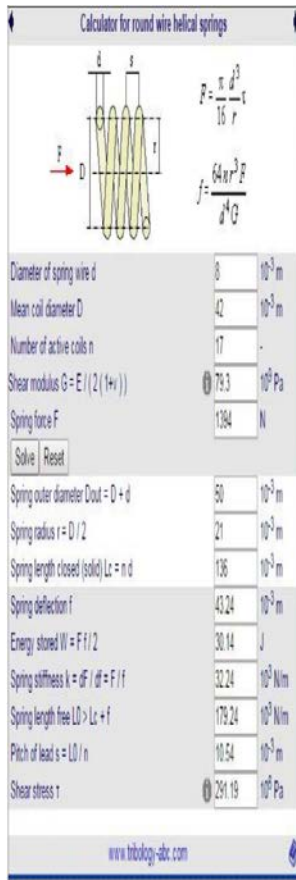 Calculator for round wire helical springs
d s
F = π/16 d³/r τ
F D r
f = 64nr³F / d⁴G
Diameter of spring wire d 8 10⁻³ m
Mean coil diameter D 42 10⁻³ m
Number of active coils n 17 -
Shear modulus G = E / ( 2 ( 1+ν ) ) 79.3 10⁹ Pa
Spring force F 1394 N
Solve Reset
Spring outer diameter Dout = D + d 50 10⁻³ m
Spring radius r = D / 2 21 10⁻³ m
Spring length closed (solid) Lc = n d 136 10⁻³ m
Spring deflection f 43.24 10⁻³ m
Energy stored W = F f / 2 30.14 J
Spring stiffness k = dF / df = F / f 32.24 10³ N/m
Spring length free L0 > Lc + f 179.24 10³ N/m
Pitch of lead s = L0 / n 10.54 10⁻³ m
Shear stress τ 291.19 10⁶ Pa
www.tribology-abc.com